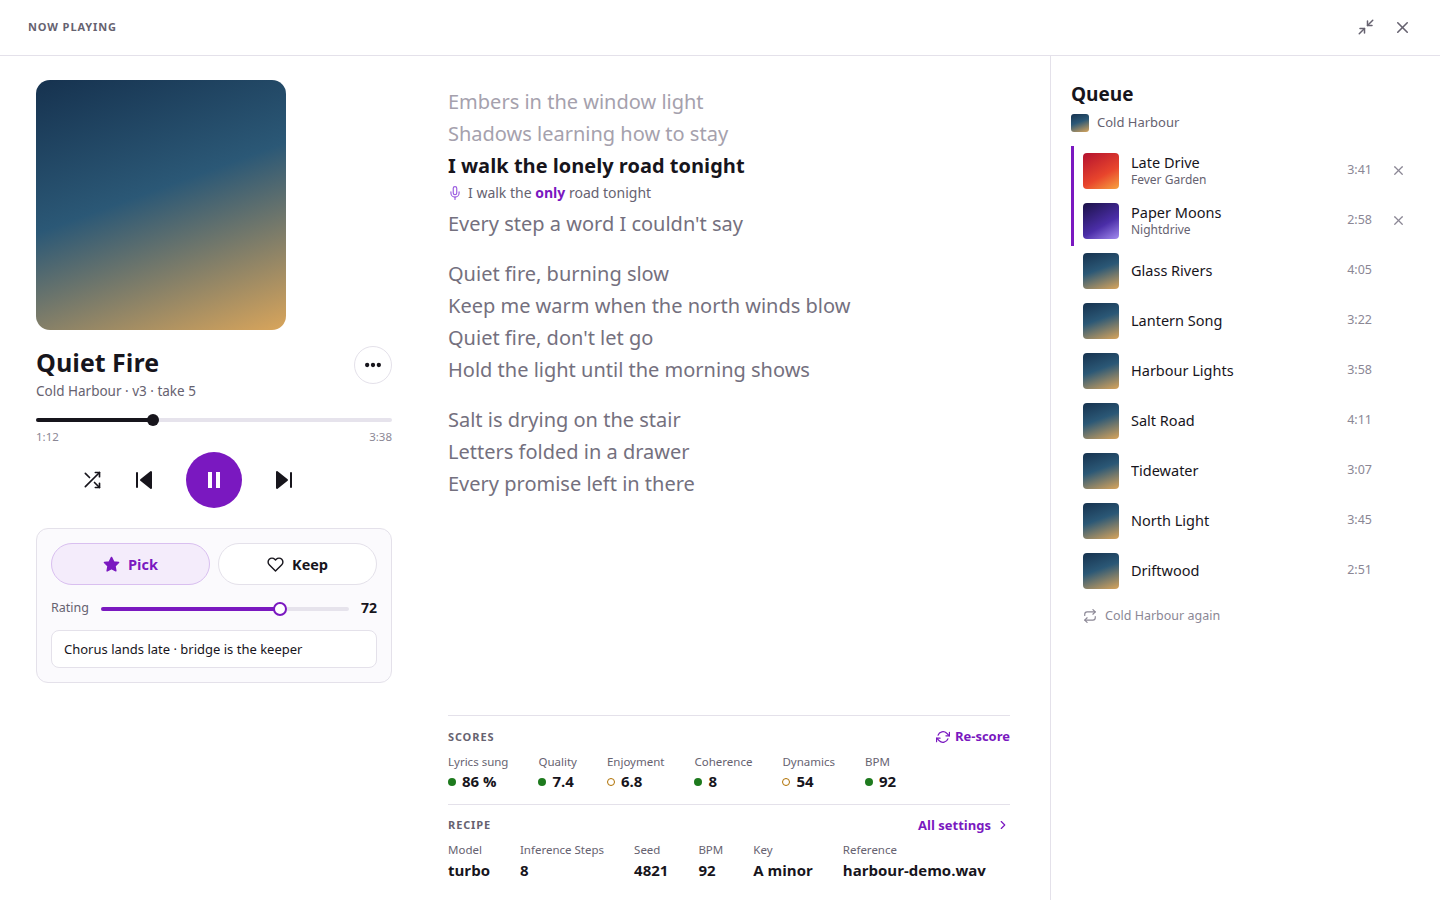 NOW PLAYING
Quiet Fire
Cold Harbour · v3 · take 5
1:12
3:38
Pick
Keep
Rating
72
Chorus lands late · bridge is the keeper
Embers in the window light
Shadows learning how to stay
I walk the lonely road tonight
I walk the only road tonight
Every step a word I couldn't say
Quiet fire, burning slow
Keep me warm when the north winds blow
Quiet fire, don't let go
Hold the light until the morning shows
Salt is drying on the stair
Letters folded in a drawer
Every promise left in there
SCORES
Re-score
Lyrics sung Quality Enjoyment Coherence Dynamics BPM
86 % 7.4 6.8 8 54 92
RECIPE
All settings
Model Inference Steps Seed BPM Key Reference
turbo 8 4821 92 A minor harbour-demo.wav
Queue
Cold Harbour
Late Drive
Fever Garden
3:41
Paper Moons
Nightdrive
2:58
Glass Rivers 4:05
Lantern Song 3:22
Harbour Lights 3:58
Salt Road 4:11
Tidewater 3:07
North Light 3:45
Driftwood 2:51
Cold Harbour again